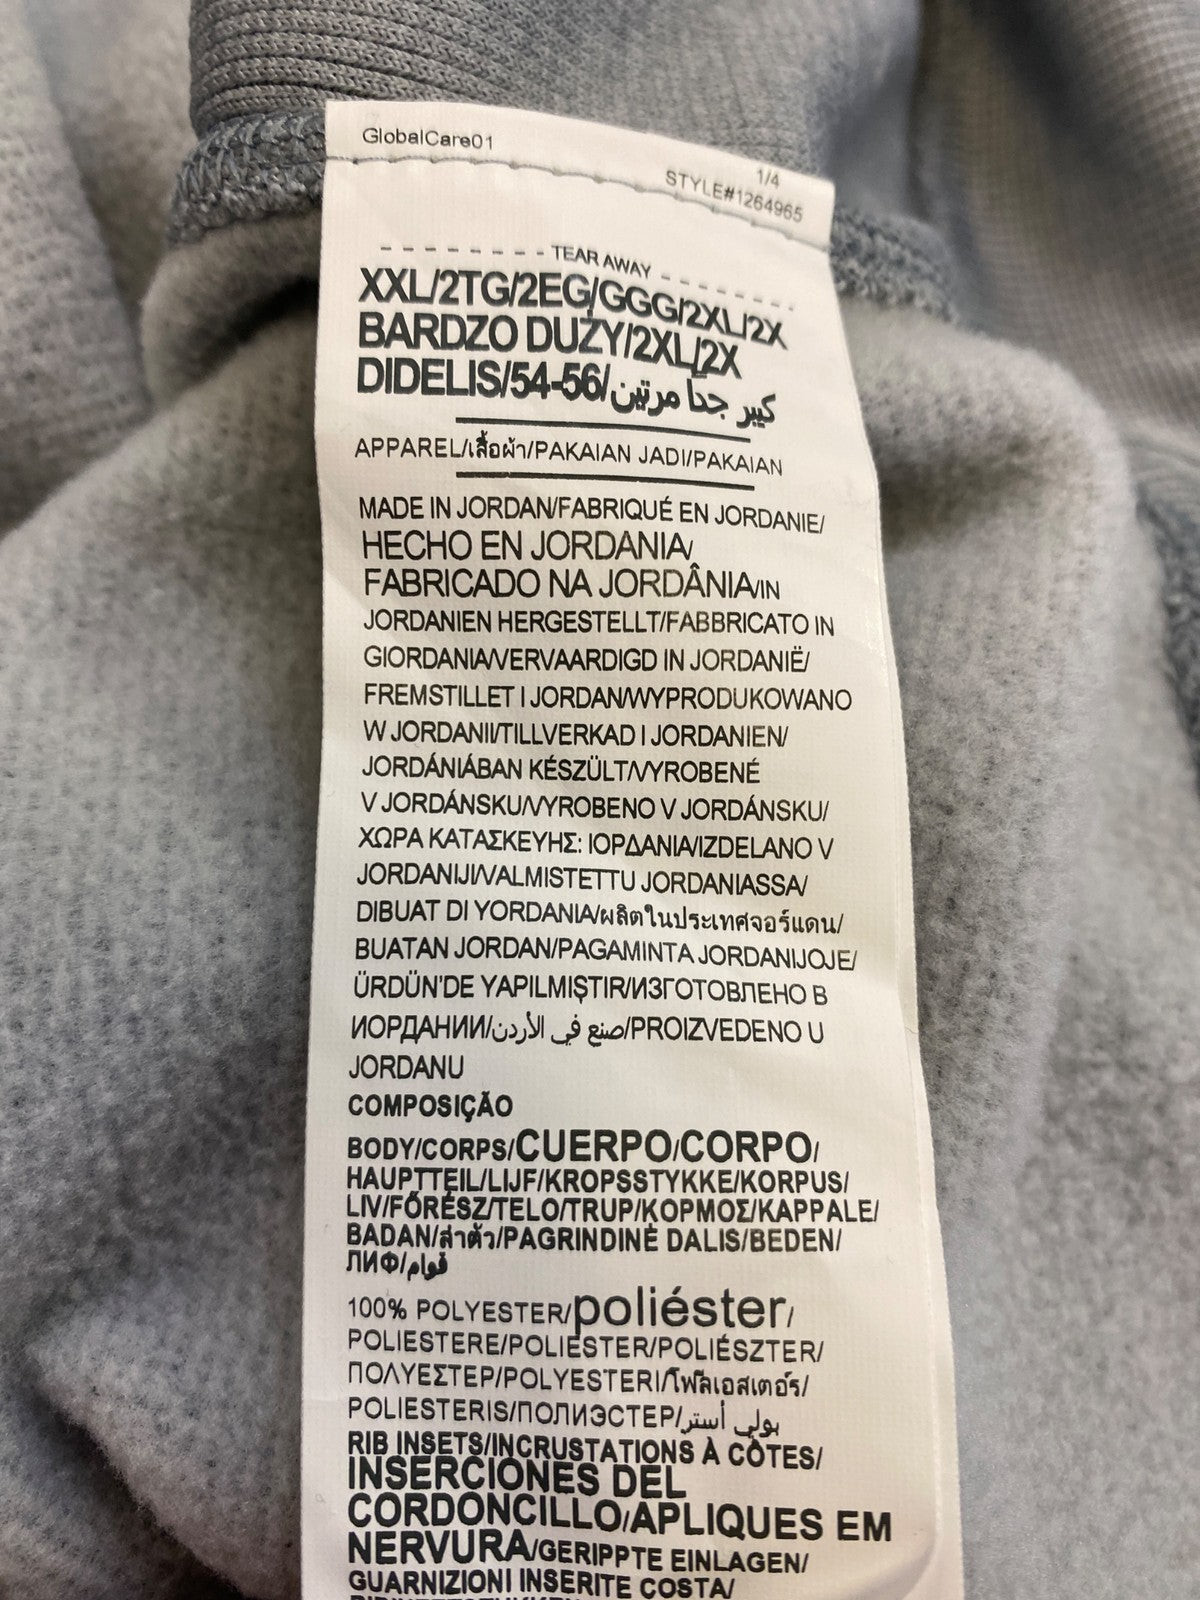 GlobalCare01
1/4
STYLE#1264965
TEAR AWAY
XXL/2TG/2EG/GGG/2XL/2X
BARDZO DUŻY/2XL/2X
DIDELIS/54-56/كبير جدا مرتين
APPAREL/เสื้อผ้า/PAKAIAN JADI/PAKAIAN
MADE IN JORDAN/FABRIQUÉ EN JORDANIE/
HECHO EN JORDANIA/
FABRICADO NA JORDÂNIA/IN
JORDANIEN HERGESTELLT/FABBRICATO IN
GIORDANIA/VERVAARDIGD IN JORDANIË/
FREMSTILLET I JORDAN/WYPRODUKOWANO
W JORDANII/TILLVERKAD I JORDANIEN/
JORDÁNIÁBAN KÉSZÜLT/VYROBENÉ
V JORDÁNSKU/VYROBENO V JORDÁNSKU/
ΧΩΡΑ ΚΑΤΑΣΚΕΥΗΣ: ΙΟΡΔΑΝΙΑ/IZDELANO V
JORDANIJI/VALMISTETTU JORDANIASSA/
DIBUAT DI YORDANIA/ผลิตในประเทศจอร์แดน/
BUATAN JORDAN/PAGAMINTA JORDANIJOJE/
ÜRDÜN'DE YAPILMIŞTIR/ИЗГОТОВЛЕНО В
ИОРДАНИИ/صنع في الأردن/PROIZVEDENO U
JORDANU
COMPOSIÇÃO
BODY/CORPS/CUERPO/CORPO/
HAUPTTEIL/LIJF/KROPSSTYKKE/KORPUS/
LIV/FŐRÉSZ/TELO/TRUP/ΚΟΡΜΟΣ/KAPPALE/
BADAN/ลำตัว/PAGRINDINĖ DALIS/BEDEN/
ЛИФ/قوام
100% POLYESTER/poliéster/
POLIESTERE/POLIESTER/POLIÉSZTER/
ΠΟΛΥΕΣΤΕΡ/POLYESTERI/โพลีเอสเตอร์/
POLIESTERIS/ПОЛИЭСТЕР/بولي أستر
RIB INSETS/INCRUSTATIONS À CÔTES/
INSERCIONES DEL
CORDONCILLO/APLIQUES EM
NERVURA/GERIPPTE EINLAGEN/
GUARNIZIONI INSERITE COSTA/